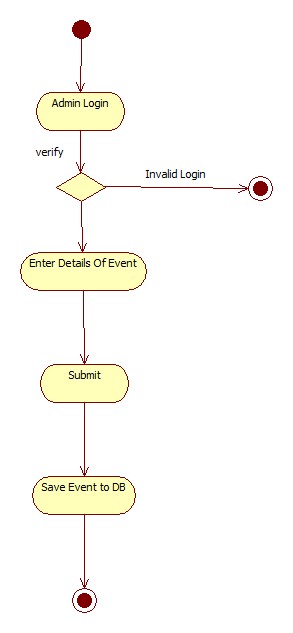 Admin Login
verify
Invalid Login
Enter Details Of Event
Submit
Save Event to DB